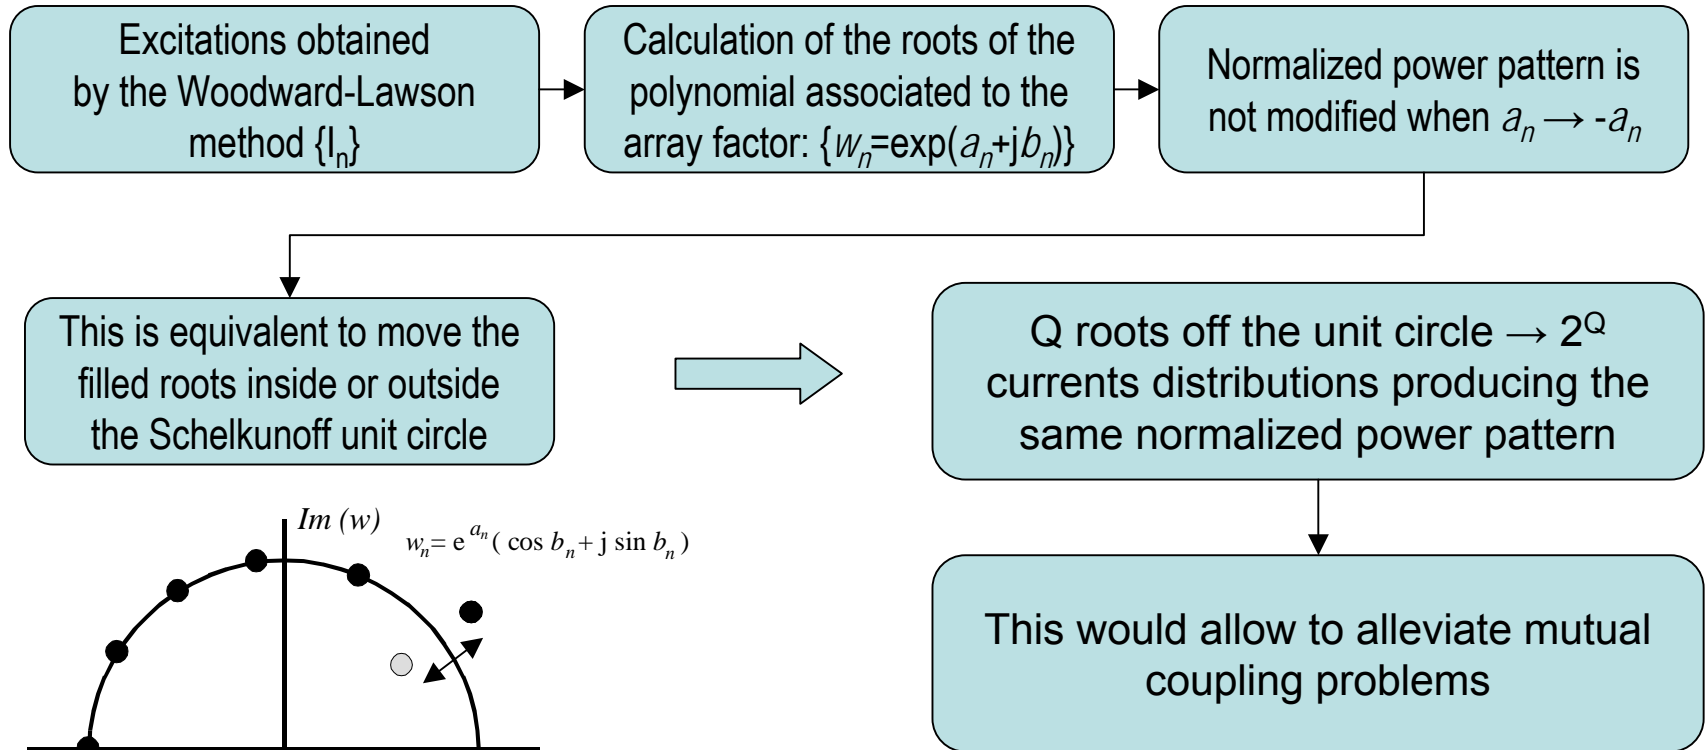 Excitations obtained
by the Woodward-Lawson
method {Iₙ}
Calculation of the roots of the
polynomial associated to the
array factor: {wₙ=exp(aₙ+jbₙ)}
Normalized power pattern is
not modified when aₙ → -aₙ
This is equivalent to move the
filled roots inside or outside
the Schelkunoff unit circle
Q roots off the unit circle → 2^Q
currents distributions producing the
same normalized power pattern
Im (w)
wₙ= e^aₙ ( cos bₙ + j sin bₙ )
This would allow to alleviate mutual
coupling problems